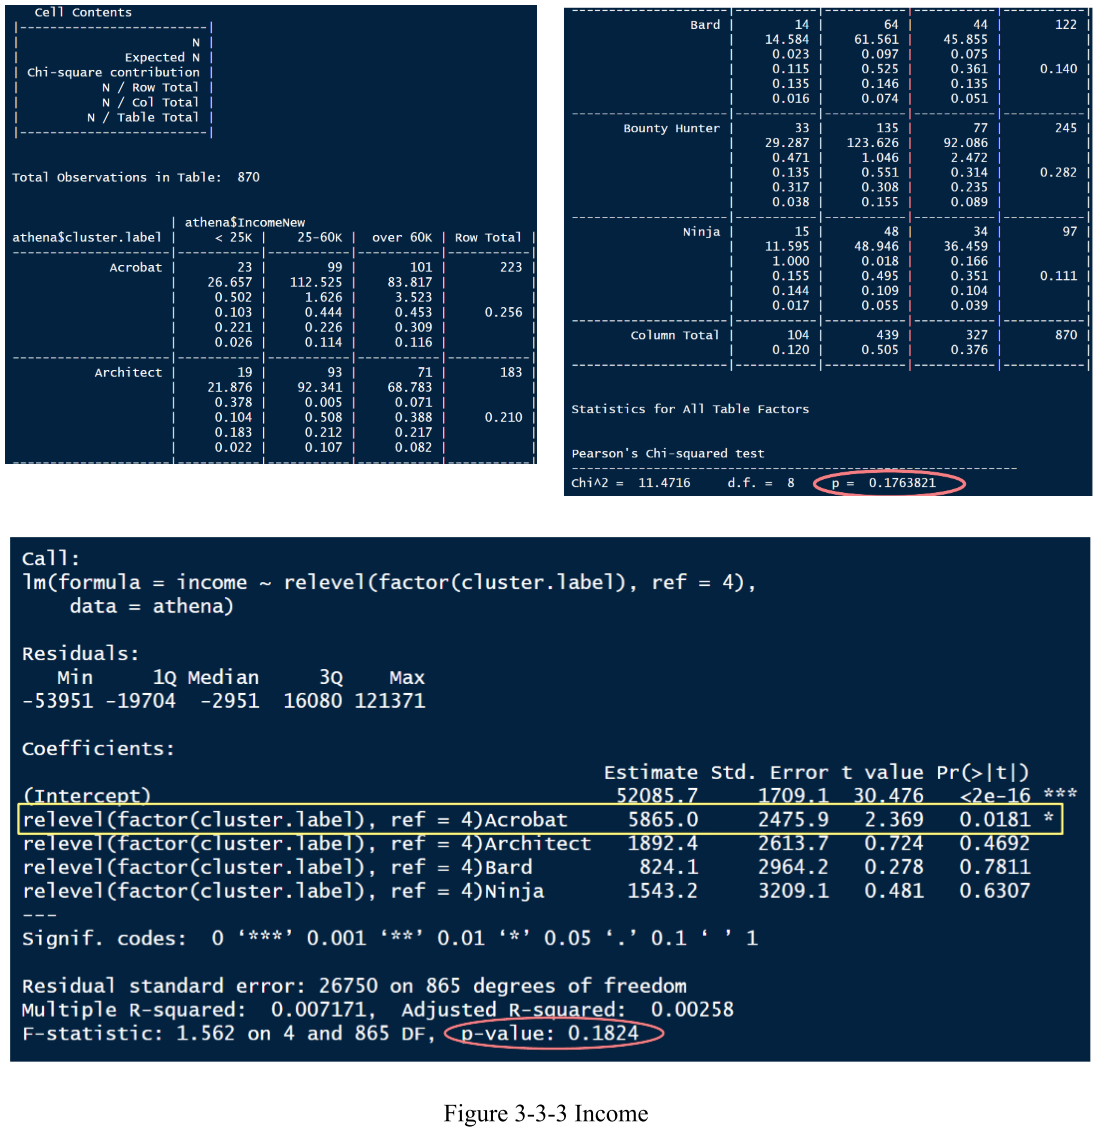 Cell Contents
|-------------------------|
| N |
| Expected N |
| Chi-square contribution |
| N / Row Total |
| N / Col Total |
| N / Table Total |
|-------------------------|
Total Observations in Table: 870
| athena$IncomeNew
athena$cluster.label | < 25K | 25-60K | over 60K | Row Total |
---------------------|-----------|-----------|-----------|-----------|
Acrobat | 23 | 99 | 101 | 223 |
| 26.657 | 112.525 | 83.817 | |
| 0.502 | 1.626 | 3.523 | |
| 0.103 | 0.444 | 0.453 | 0.256 |
| 0.221 | 0.226 | 0.309 | |
| 0.026 | 0.114 | 0.116 | |
---------------------|-----------|-----------|-----------|-----------|
Architect | 19 | 93 | 71 | 183 |
| 21.876 | 92.341 | 68.783 | |
| 0.378 | 0.005 | 0.071 | |
| 0.104 | 0.508 | 0.388 | 0.210 |
| 0.183 | 0.212 | 0.217 | |
| 0.022 | 0.107 | 0.082 | |
---------------------|-----------|-----------|-----------|-----------|
Bard | 14 | 64 | 44 | 122 |
| 14.584 | 61.561 | 45.855 | |
| 0.023 | 0.097 | 0.075 | |
| 0.115 | 0.525 | 0.361 | 0.140 |
| 0.135 | 0.146 | 0.135 | |
| 0.016 | 0.074 | 0.051 | |
---------------------|-----------|-----------|-----------|-----------|
Bounty Hunter | 33 | 135 | 77 | 245 |
| 29.287 | 123.626 | 92.086 | |
| 0.471 | 1.046 | 2.472 | |
| 0.135 | 0.551 | 0.314 | 0.282 |
| 0.317 | 0.308 | 0.235 | |
| 0.038 | 0.155 | 0.089 | |
---------------------|-----------|-----------|-----------|-----------|
Ninja | 15 | 48 | 34 | 97 |
| 11.595 | 48.946 | 36.459 | |
| 1.000 | 0.018 | 0.166 | |
| 0.155 | 0.495 | 0.351 | 0.111 |
| 0.144 | 0.109 | 0.104 | |
| 0.017 | 0.055 | 0.039 | |
---------------------|-----------|-----------|-----------|-----------|
Column Total | 104 | 439 | 327 | 870 |
| 0.120 | 0.505 | 0.376 | |
---------------------|-----------|-----------|-----------|-----------|
Statistics for All Table Factors
Pearson's Chi-squared test
------------------------------------------------------------
Chi^2 = 11.4716 d.f. = 8 p = 0.1763821
Call:
lm(formula = income ~ relevel(factor(cluster.label), ref = 4),
data = athena)
Residuals:
Min 1Q Median 3Q Max
-53951 -19704 -2951 16080 121371
Coefficients:
Estimate Std. Error t value Pr(>|t|)
(Intercept) 52085.7 1709.1 30.476 <2e-16 ***
relevel(factor(cluster.label), ref = 4)Acrobat 5865.0 2475.9 2.369 0.0181 *
relevel(factor(cluster.label), ref = 4)Architect 1892.4 2613.7 0.724 0.4692
relevel(factor(cluster.label), ref = 4)Bard 824.1 2964.2 0.278 0.7811
relevel(factor(cluster.label), ref = 4)Ninja 1543.2 3209.1 0.481 0.6307
---
Signif. codes: 0 ‘***’ 0.001 ‘**’ 0.01 ‘*’ 0.05 ‘.’ 0.1 ‘ ’ 1
Residual standard error: 26750 on 865 degrees of freedom
Multiple R-squared: 0.007171, Adjusted R-squared: 0.00258
F-statistic: 1.562 on 4 and 865 DF, p-value: 0.1824
Figure 3-3-3 Income